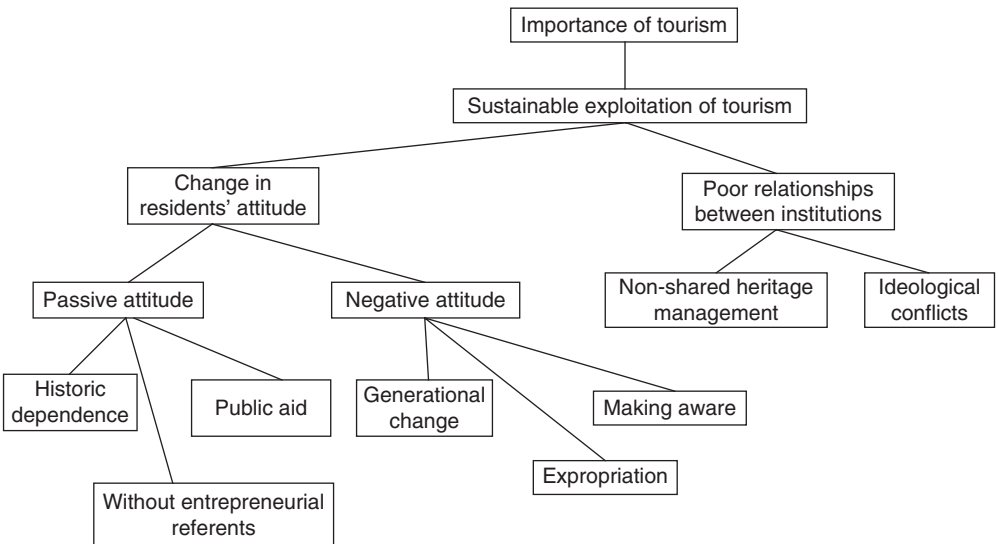 Importance of tourism
Sustainable exploitation of tourism
Change in
residents’ attitude
Poor relationships
between institutions
Passive attitude
Negative attitude
Non-shared heritage
management
Ideological
conflicts
Historic
dependence
Public aid
Generational
change
Making aware
Expropriation
Without entrepreneurial
referents